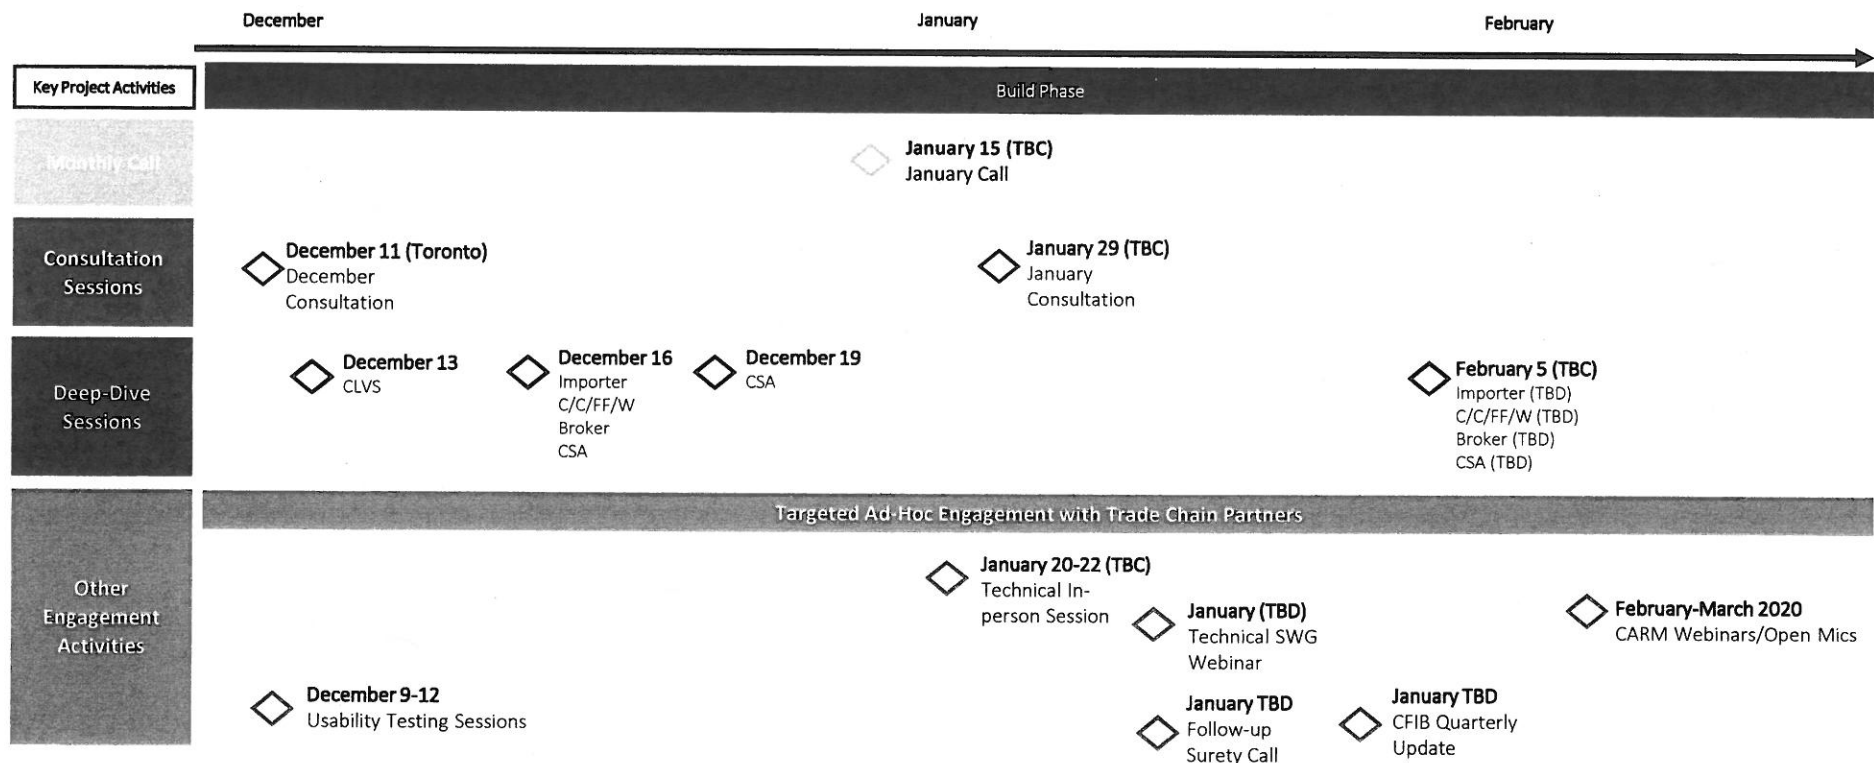 December
January
February
Key Project Activities
Build Phase
Monthly Call
January 15 (TBC)
January Call
Consultation
Sessions
December 11 (Toronto)
December
Consultation
January 29 (TBC)
January
Consultation
Deep-Dive
Sessions
December 13
CLVS
December 16
Importer
C/C/FF/W
Broker
CSA
December 19
CSA
February 5 (TBC)
Importer (TBD)
C/C/FF/W (TBD)
Broker (TBD)
CSA (TBD)
Targeted Ad-Hoc Engagement with Trade Chain Partners
Other
Engagement
Activities
January 20-22 (TBC)
Technical In-
person Session
January (TBD)
Technical SWG
Webinar
February-March 2020
CARM Webinars/Open Mics
December 9-12
Usability Testing Sessions
January TBD
Follow-up
Surety Call
January TBD
CFIB Quarterly
Update